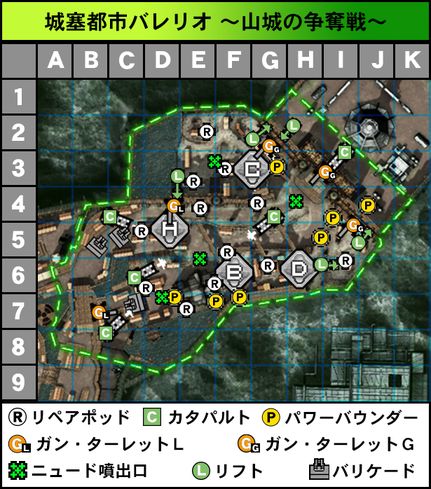 城塞都市バレリオ ～山城の争奪戦～
A B C D E F G H I J K
1
2
3
4
5
6
7
8
9
R
R L L
G G C
R C P G G
L R
G L R H C P
C R P
R R P G L
C R B R D L R
R P R P P
G L R
C
R リペアポッド C カタパルト P パワーバウンダー
G L ガン・ターレットL G G ガン・ターレットG
ニュード噴出口 L リフト バリケード